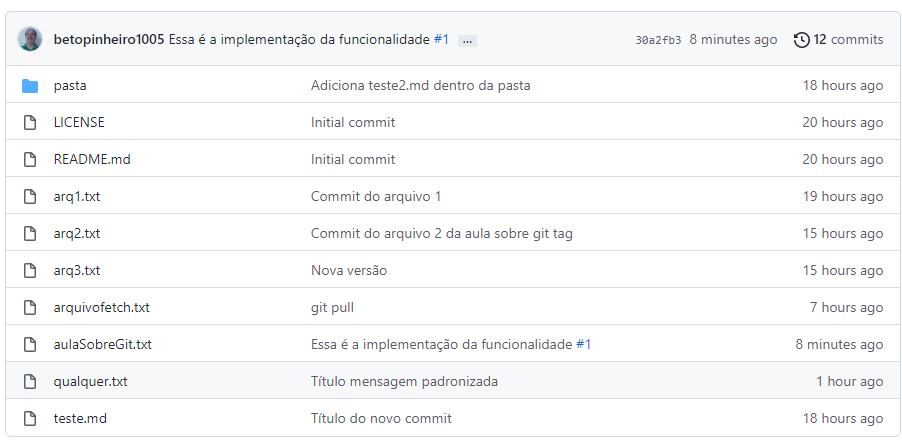 betopinheiro1005 Essa é a implementação da funcionalidade #1 ... 30a2fb3 8 minutes ago 12 commits
pasta Adiciona teste2.md dentro da pasta 18 hours ago
LICENSE Initial commit 20 hours ago
README.md Initial commit 20 hours ago
arq1.txt Commit do arquivo 1 19 hours ago
arq2.txt Commit do arquivo 2 da aula sobre git tag 15 hours ago
arq3.txt Nova versão 15 hours ago
arquivofetch.txt git pull 7 hours ago
aulaSobreGit.txt Essa é a implementação da funcionalidade #1 8 minutes ago
qualquer.txt Título mensagem padronizada 1 hour ago
teste.md Título do novo commit 18 hours ago